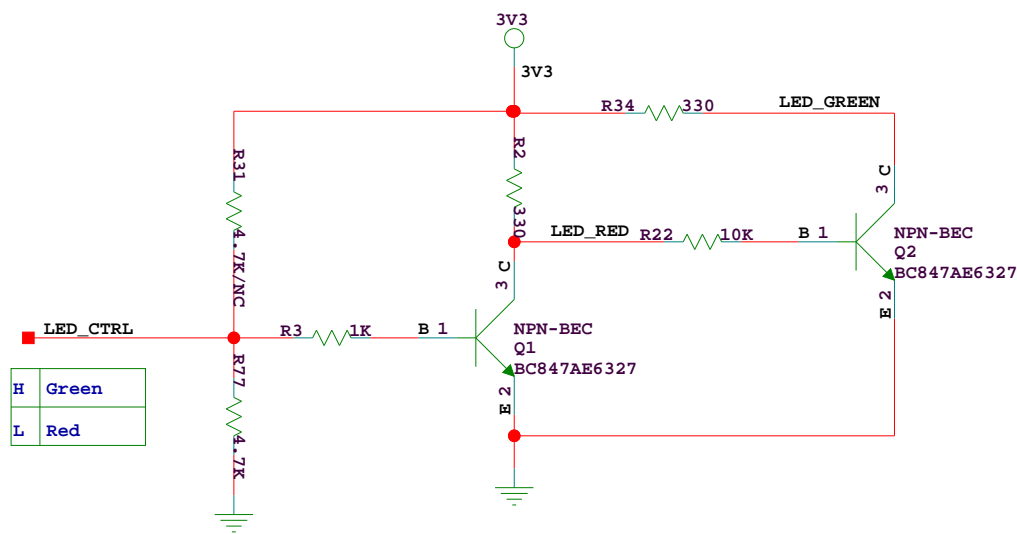 3V3
3V3
R34 330
LED_GREEN
R31
4.7K/NC
R2
330
3 C
LED_RED
R22 10K
B 1
3 C
NPN-BEC
Q2
BC847AE6327
E 2
LED_CTRL
R3 1K
B 1
NPN-BEC
Q1
BC847AE6327
E 2
R77
4.7K
H Green
L Red